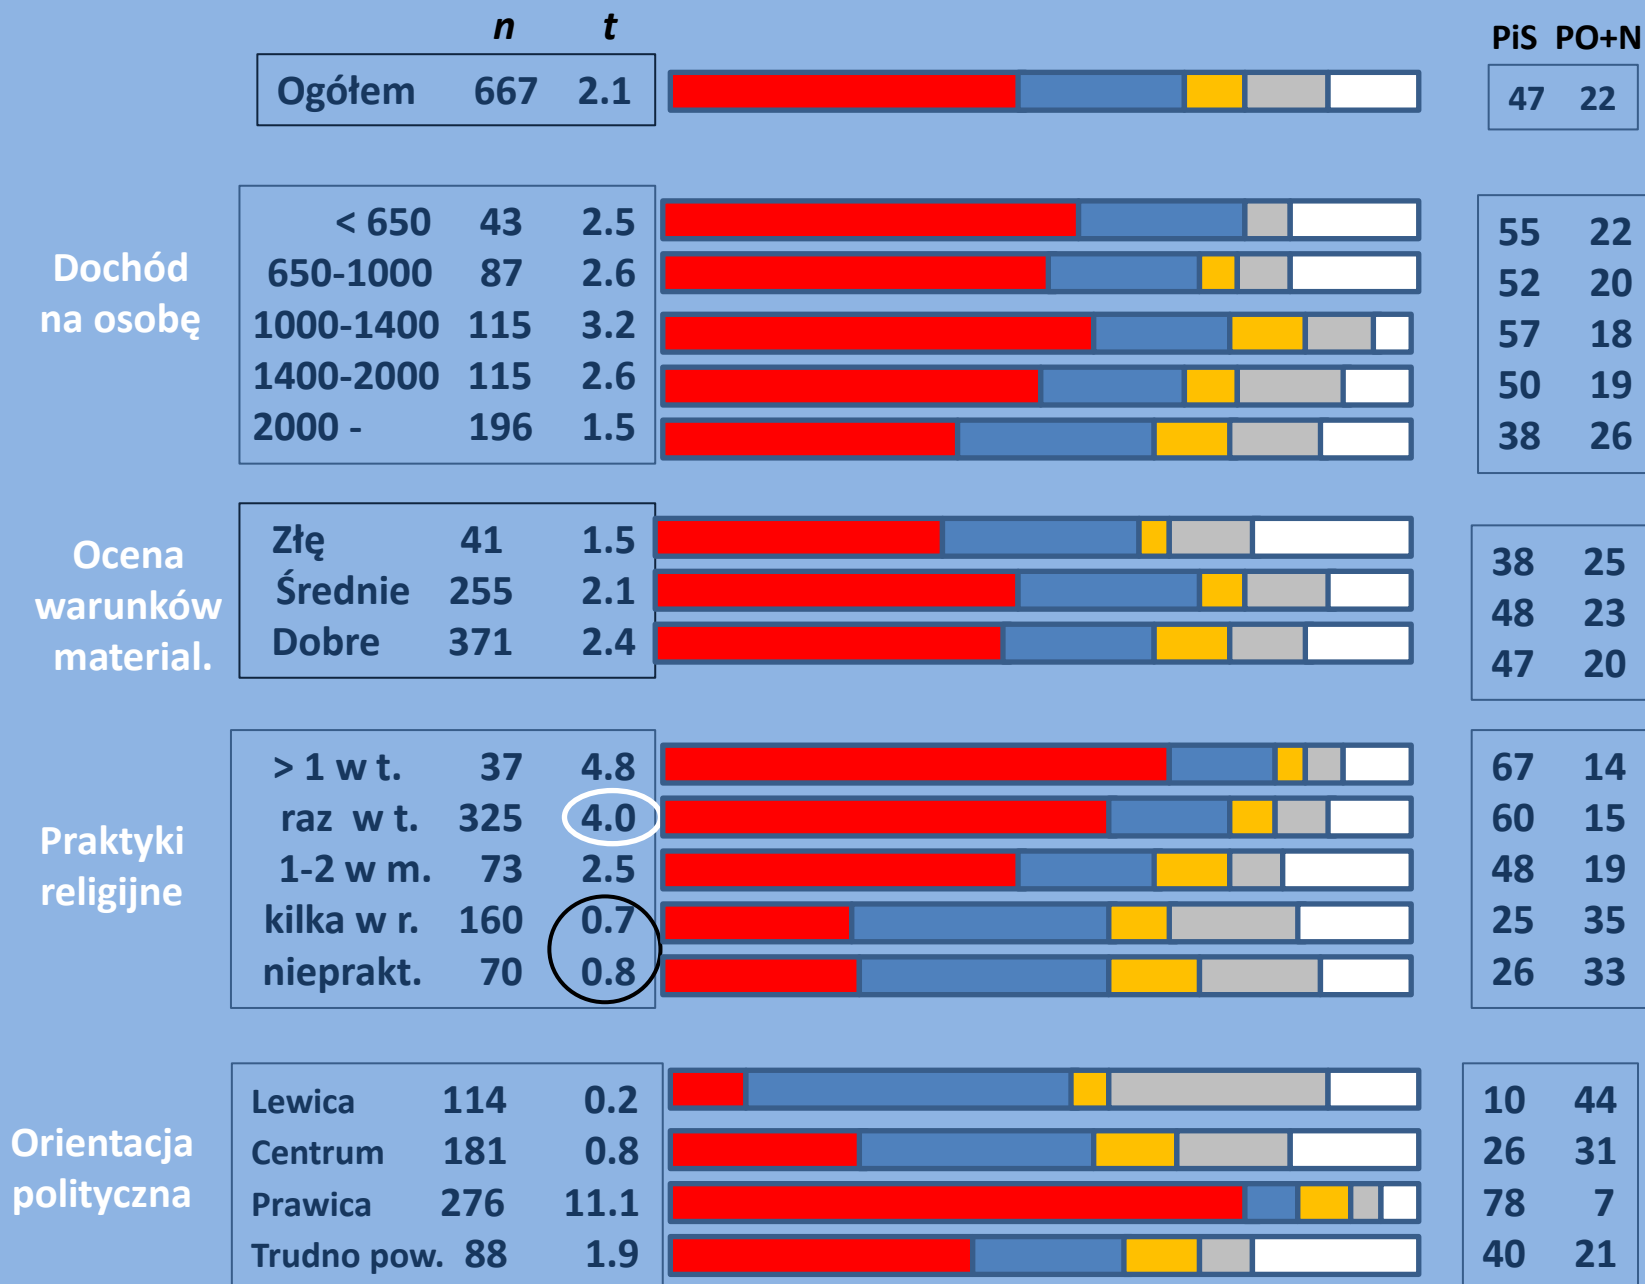 n t
PiS PO+N
Ogółem 667 2.1 47 22
Dochód
na osobę
< 650 43 2.5 55 22
650-1000 87 2.6 52 20
1000-1400 115 3.2 57 18
1400-2000 115 2.6 50 19
2000 - 196 1.5 38 26
Ocena
warunków
material.
Złę 41 1.5 38 25
Średnie 255 2.1 48 23
Dobre 371 2.4 47 20
Praktyki
religijne
> 1 w t. 37 4.8 67 14
raz w t. 325 4.0 60 15
1-2 w m. 73 2.5 48 19
kilka w r. 160 0.7 25 35
nieprakt. 70 0.8 26 33
Orientacja
polityczna
Lewica 114 0.2 10 44
Centrum 181 0.8 26 31
Prawica 276 11.1 78 7
Trudno pow. 88 1.9 40 21